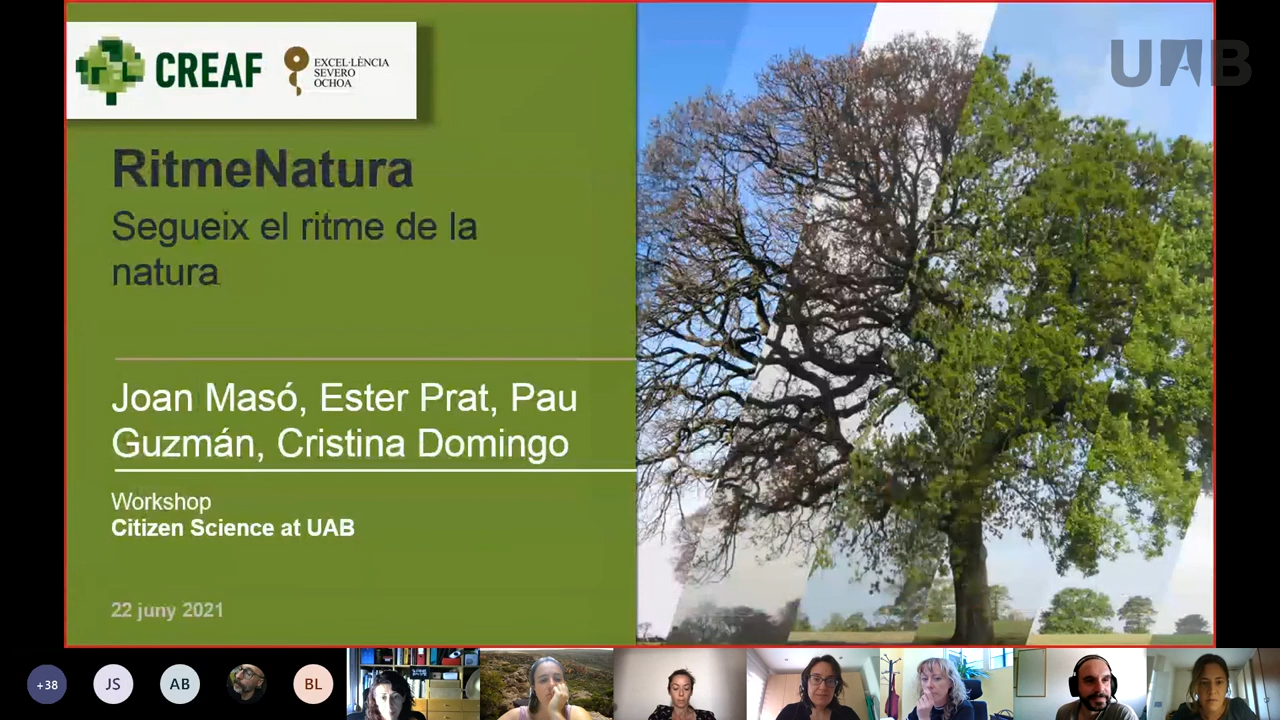 CREAF
EXCEL·LÈNCIA
SEVERO
OCHOA
UAB
RitmeNatura
Segueix el ritme de la
natura
Joan Masó, Ester Prat, Pau
Guzmán, Cristina Domingo
Workshop
Citizen Science at UAB
22 juny 2021
+38
JS
AB
BL